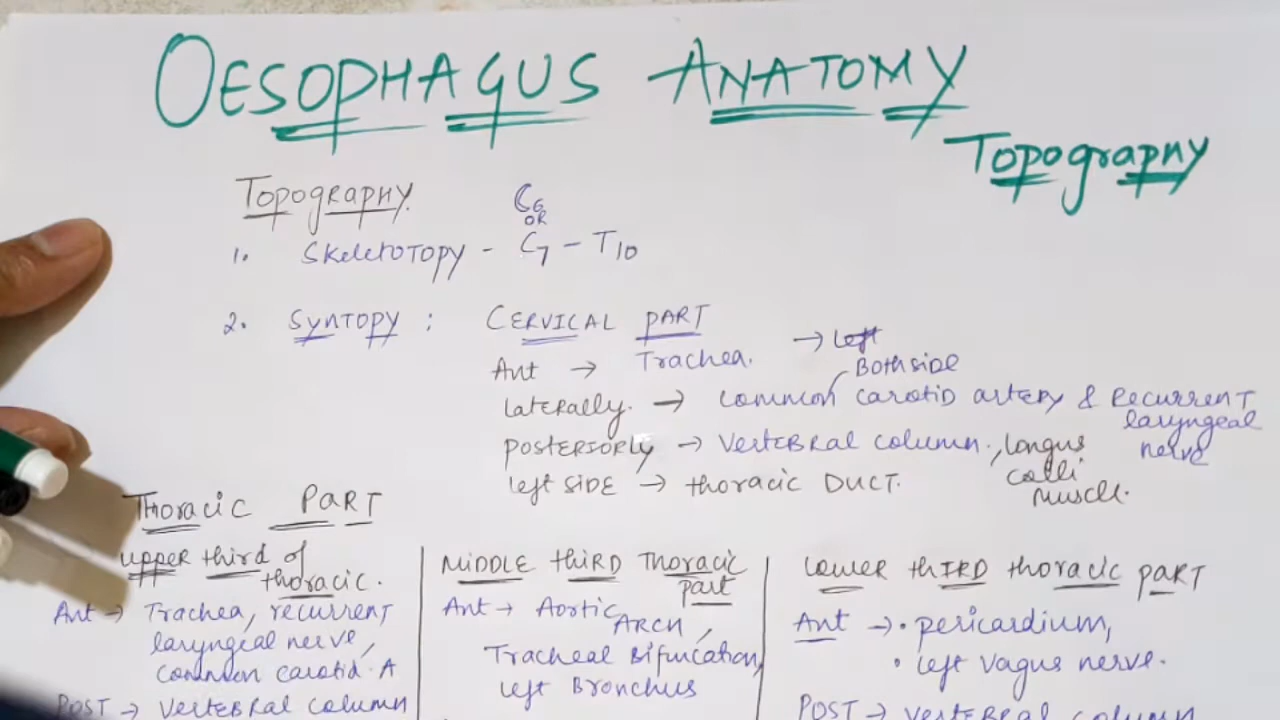 OESOPHAGUS ANATOMY
Topography
Topography.
C6
OR
1. Skeletotopy - C7 - T10
2. Syntopy : CERVICAL PART
Ant → Trachea. → Left
Both side
laterally. → common carotid artery & Recurrent
laryngeal
nerve
POSTERIORLY → Vertebral column., longus
colli
muscle.
left SIDE → thoracic DUCT.
Thoracic PART
upper third of
thoracic.
Ant → Trachea, recurrent
laryngeal nerve,
common carotid. A
POST → Vertebral column
MIDDLE thiRD Thoracic
part
Ant → Aortic
ARCH,
Tracheal Bifurcation,
left Bronchus
Lower thIRD thoracic PART
Ant → • pericardium,
• left vagus nerve.
POST → vertebral column